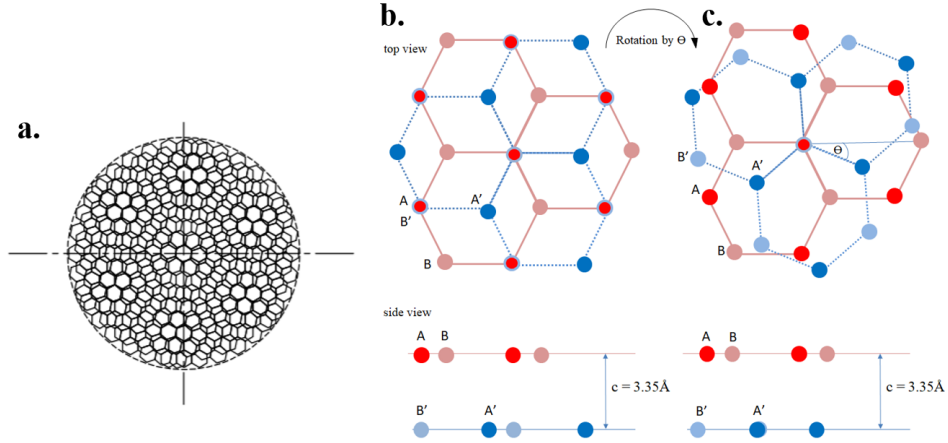 a.
b.
top view
Rotation by Θ
A
B′
A′
B
side view
A B
c = 3.35Å
B′ A′
c.
B′
A′
A
Θ
B
A B
c = 3.35Å
B′ A′